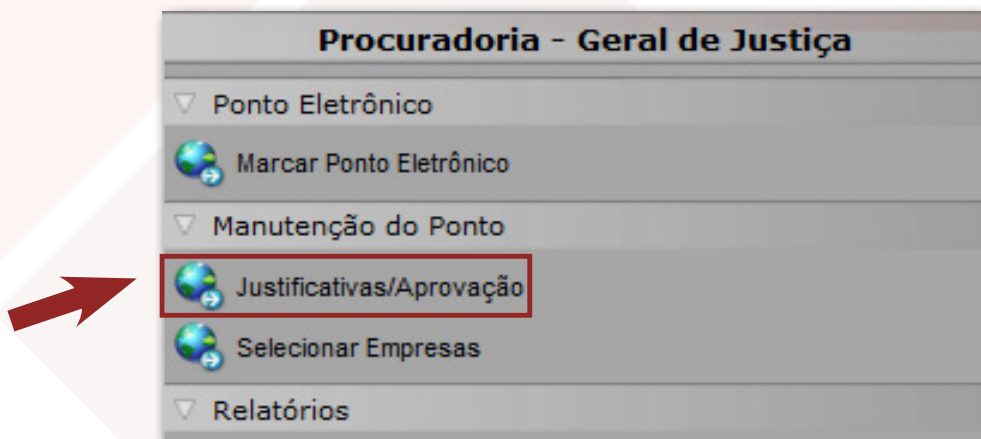 Procuradoria - Geral de Justiça
Ponto Eletrônico
Marcar Ponto Eletrônico
Manutenção do Ponto
Justificativas/Aprovação
Selecionar Empresas
Relatórios